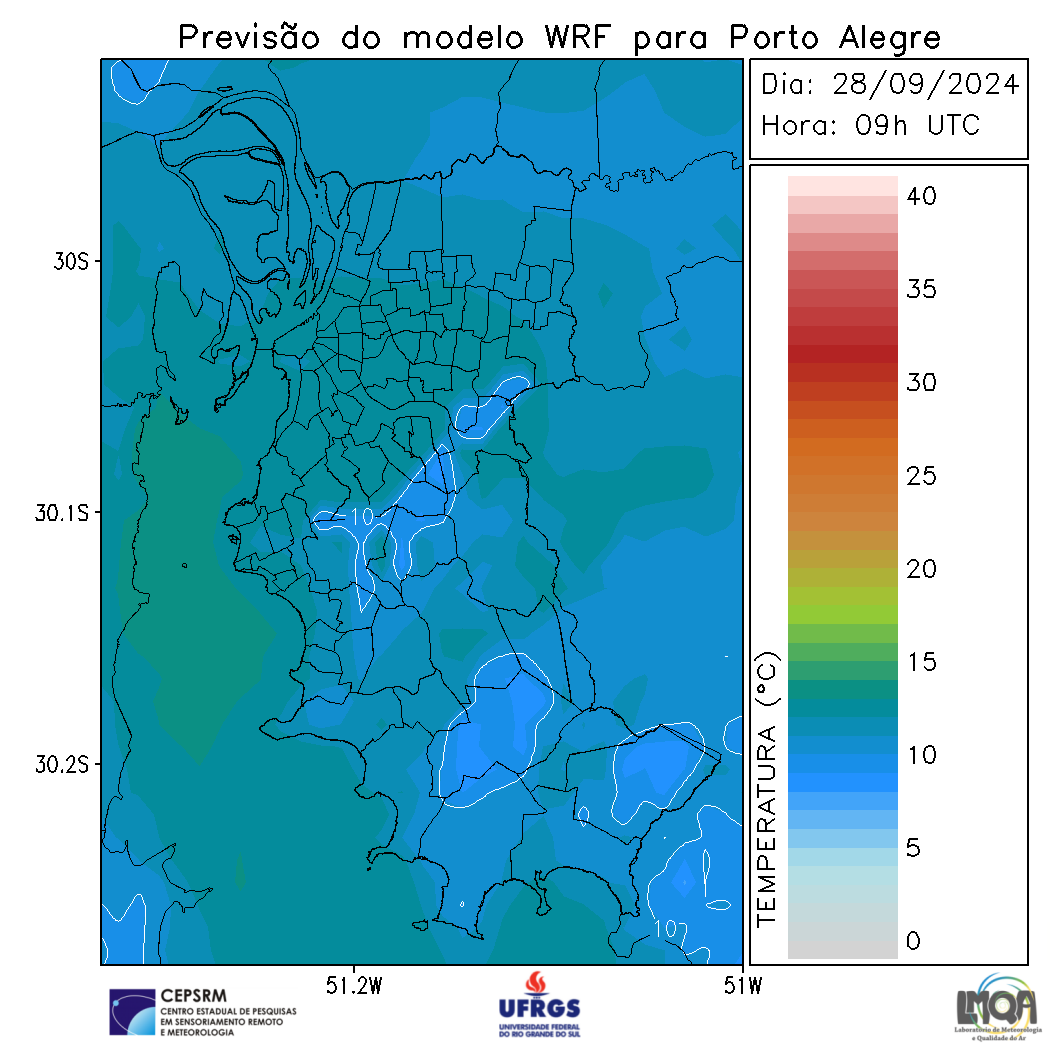 Previsão do modelo WRF para Porto Alegre
Dia: 28/09/2024
Hora: 09h UTC
40
35
30
25
20
15
10
5
0
TEMPERATURA (°C)
30S
30.1S
30.2S
10
10
51.2W
51W
CEPSRM
CENTRO ESTADUAL DE PESQUISAS
EM SENSORIAMENTO REMOTO
E METEOROLOGIA
UFRGS
UNIVERSIDADE FEDERAL
DO RIO GRANDE DO SUL
LMQA
Laboratório de Meteorologia
e Qualidade do Ar